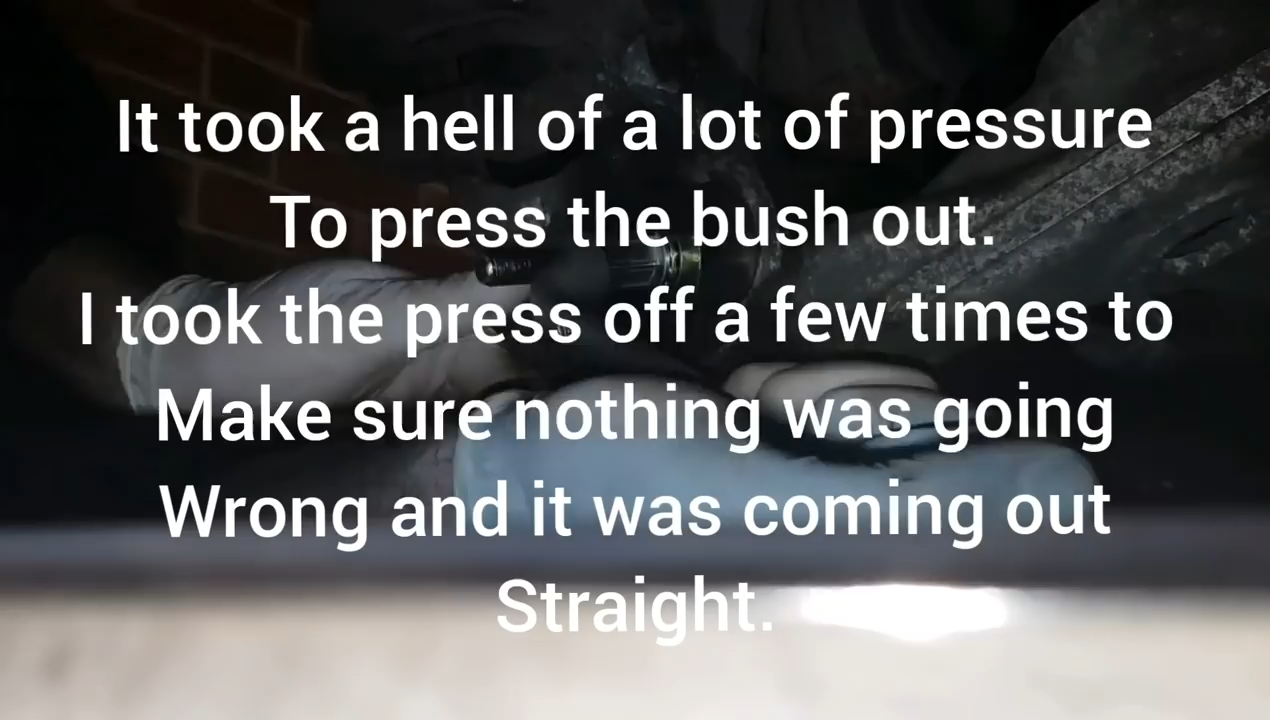 It took a hell of a lot of pressure
To press the bush out.
I took the press off a few times to
Make sure nothing was going
Wrong and it was coming out
Straight.